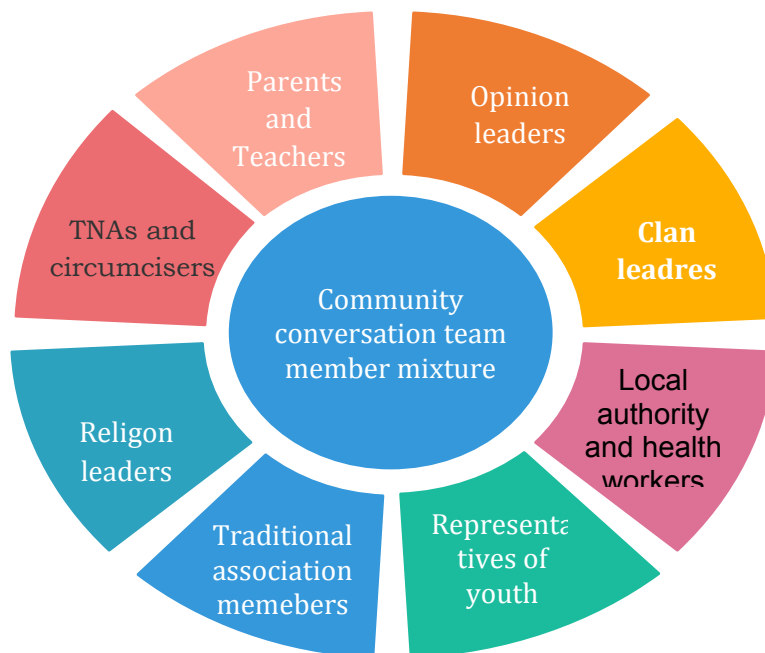 Parents
and
Teachers
Opinion
leaders
Clan
leadres
Local
authority
and health
workers
Representa
tives of
youth
Traditional
association
memebers
Religon
leaders
TNAs and
circumcisers
Community
conversation team
member mixture